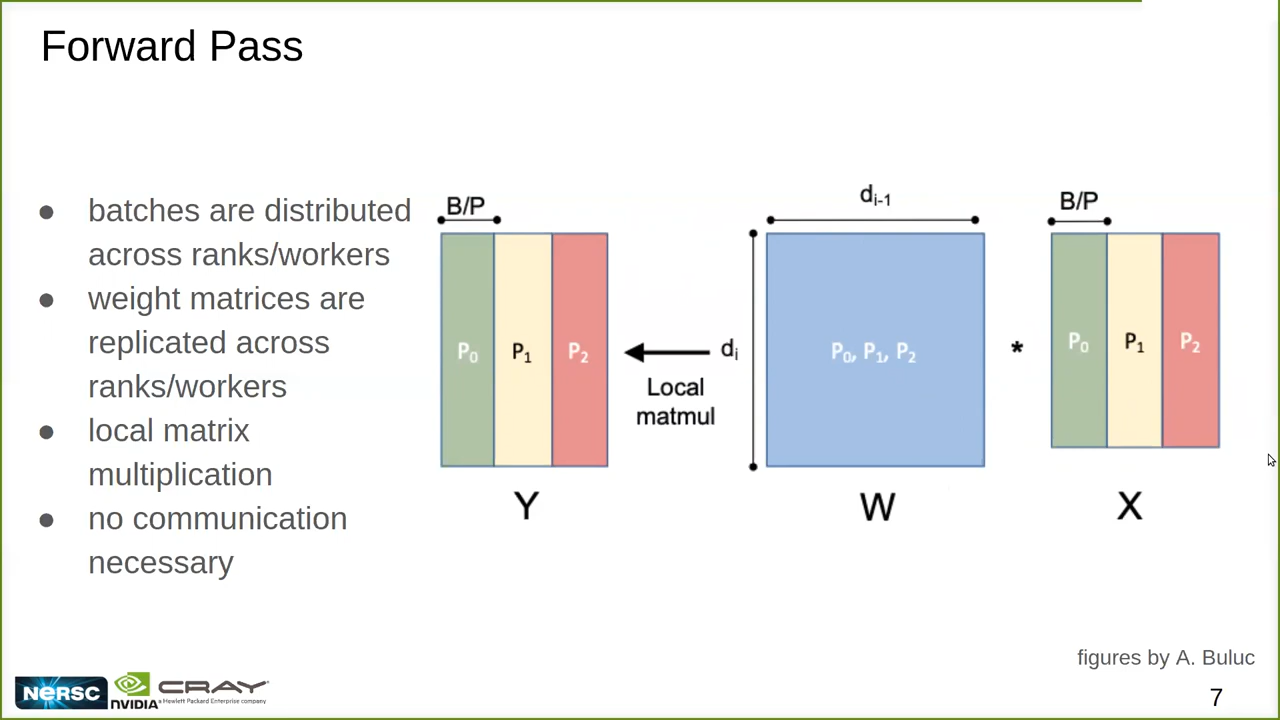 Forward Pass
● batches are distributed
across ranks/workers
● weight matrices are
replicated across
ranks/workers
● local matrix
multiplication
● no communication
necessary
B/P
P0
P1
P2
Y
Local
matmul
di
di-1
P0, P1, P2
W
*
B/P
P0
P1
P2
X
figures by A. Buluc
NERSC
NVIDIA
CRAY
a Hewlett Packard Enterprise company
7